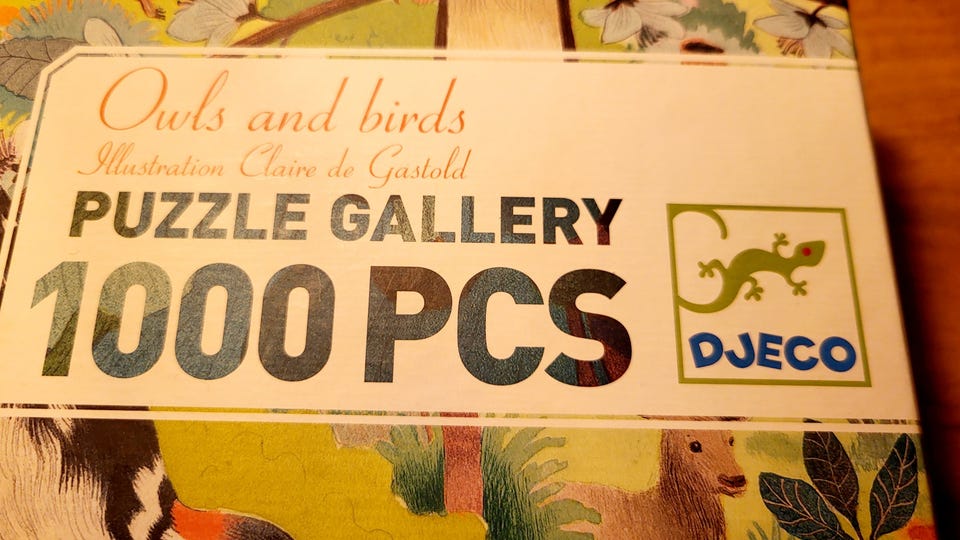 Owls and birds
Illustration Claire de Gastold
PUZZLE GALLERY
1000 PCS
DJECO